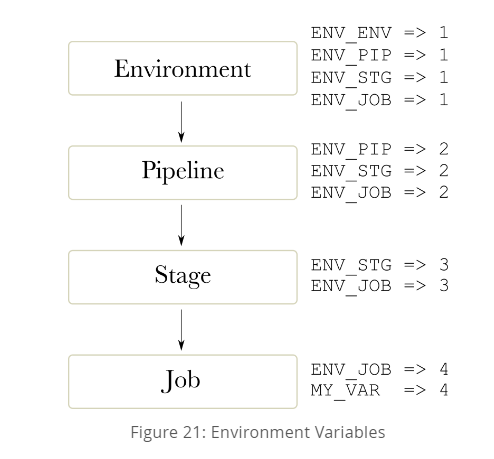 ENV_ENV => 1
Environment
ENV_PIP => 1
ENV_STG => 1
ENV_JOB => 1
ENV_PIP => 2
Pipeline
ENV_STG => 2
ENV_JOB => 2
Stage
ENV_STG => 3
ENV_JOB => 3
Job
ENV_JOB => 4
MY_VAR => 4
Figure 21: Environment Variables